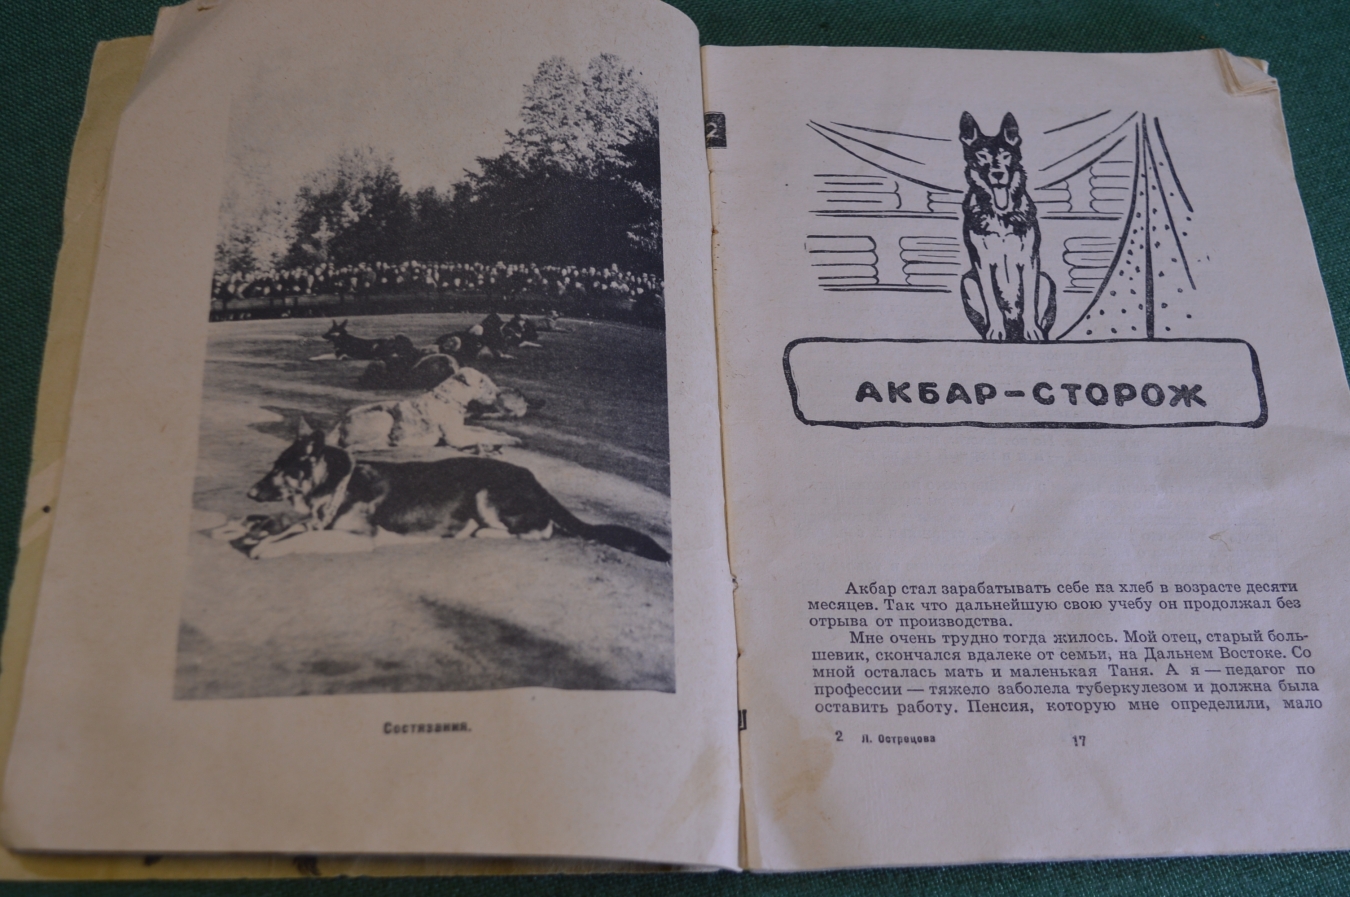 Состязания.
2
АКБАР-СТОРОЖ
Акбар стал зарабатывать себе на хлеб в возрасте десяти
месяцев. Так что дальнейшую свою учебу он продолжал без
отрыва от производства.
Мне очень трудно тогда жилось. Мой отец, старый боль-
шевик, скончался вдалеке от семьи, на Дальнем Востоке. Со
мной осталась мать и маленькая Таня. А я — педагог по
профессии — тяжело заболела туберкулезом и должна была
оставить работу. Пенсия, которую мне определили, мало
2 Л. Острецова 17